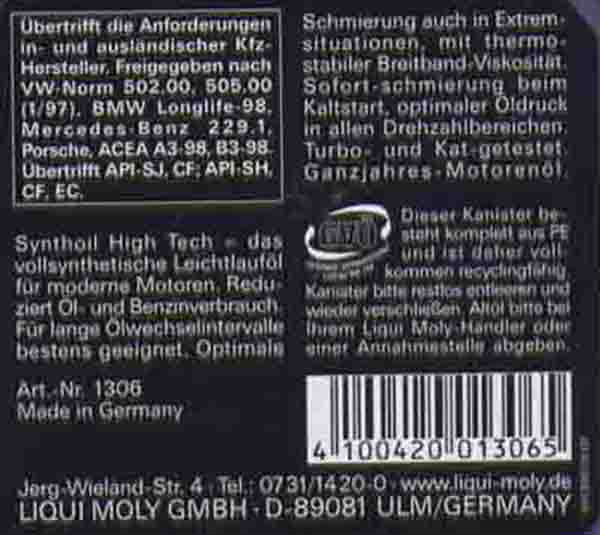 Übertrifft die Anforderungen
in- und ausländischer Kfz-
Hersteller. Freigegeben nach
VW-Norm 502.00, 505.00
(1/97), BMW Longlife-98,
Mercedes-Benz 229.1,
Porsche, ACEA A3-98, B3-98.
Übertrifft API-SJ, CF; API-SH,
CF, EC.
Synthoil High Tech - das
vollsynthetische Leichtlauföl
für moderne Motoren. Redu-
ziert Öl- und Benzinverbrauch.
Für lange Ölwechselintervalle
bestens geeignet. Optimale
Schmierung auch in Extrem-
situationen, mit thermo-
stabiler Breitband-Viskosität.
Sofort-schmierung beim
Kaltstart, optimaler Öldruck
in allen Drehzahlbereichen.
Turbo- und Kat-getestet.
Ganzjahres-Motorenöl.
Dieser Kanister be-
steht komplett aus PE
und ist daher voll-
kommen recyclingfähig.
Kanister bitte restlos entleeren und
wieder verschließen. Altöl bitte bei
Ihrem Liqui Moly-Händler oder
einer Annahmestelle abgeben.
Art.-Nr. 1306
Made in Germany
4 100420 013065
Jerg-Wieland-Str. 4 · Tel.: 0731/1420-0 · www.liqui-moly.de
LIQUI MOLY GMBH · D-89081 ULM/GERMANY